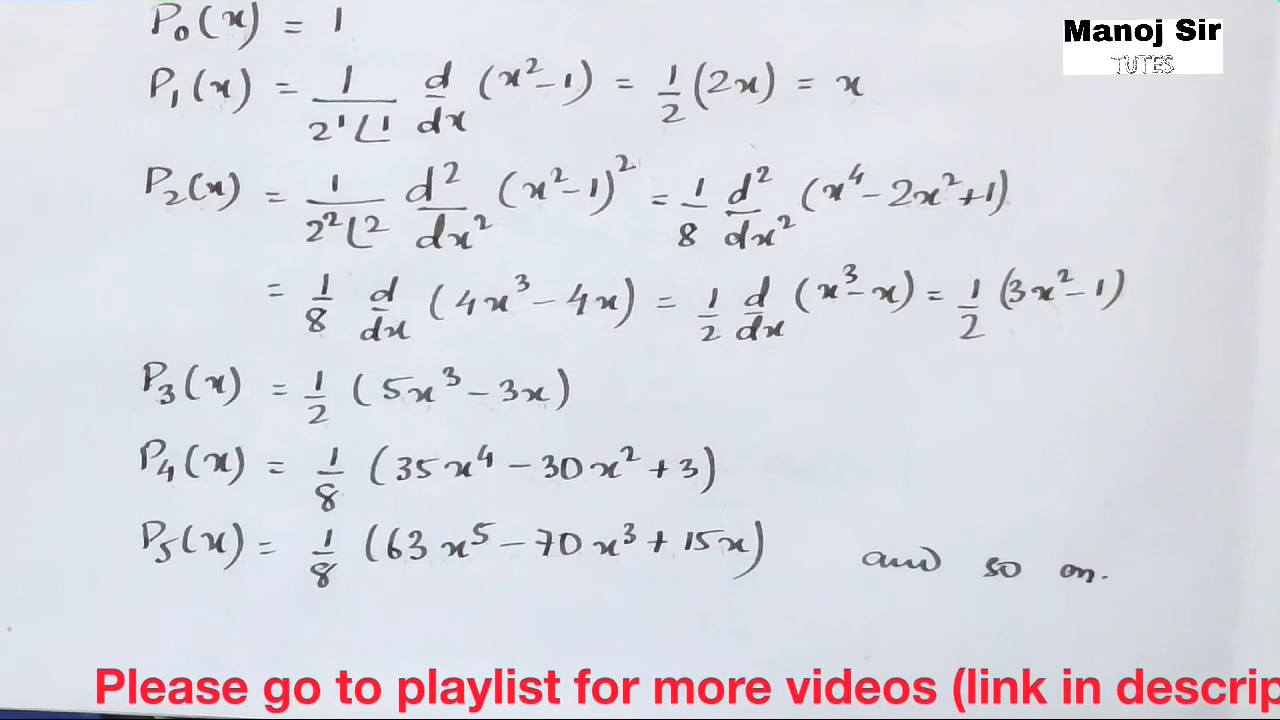 P₀(x) = 1
Manoj Sir
TUTES
P₁(x) = 1/(2¹ ∟1) d/dx (x² - 1) = 1/2 (2x) = x
P₂(x) = 1/(2² ∟2) d²/dx² (x² - 1)² = 1/8 d²/dx² (x⁴ - 2x² + 1)
= 1/8 d/dx (4x³ - 4x) = 1/2 d/dx (x³ - x) = 1/2 (3x² - 1)
P₃(x) = 1/2 (5x³ - 3x)
P₄(x) = 1/8 (35x⁴ - 30x² + 3)
P₅(x) = 1/8 (63x⁵ - 70x³ + 15x) and so on.
Please go to playlist for more videos (link in descrip